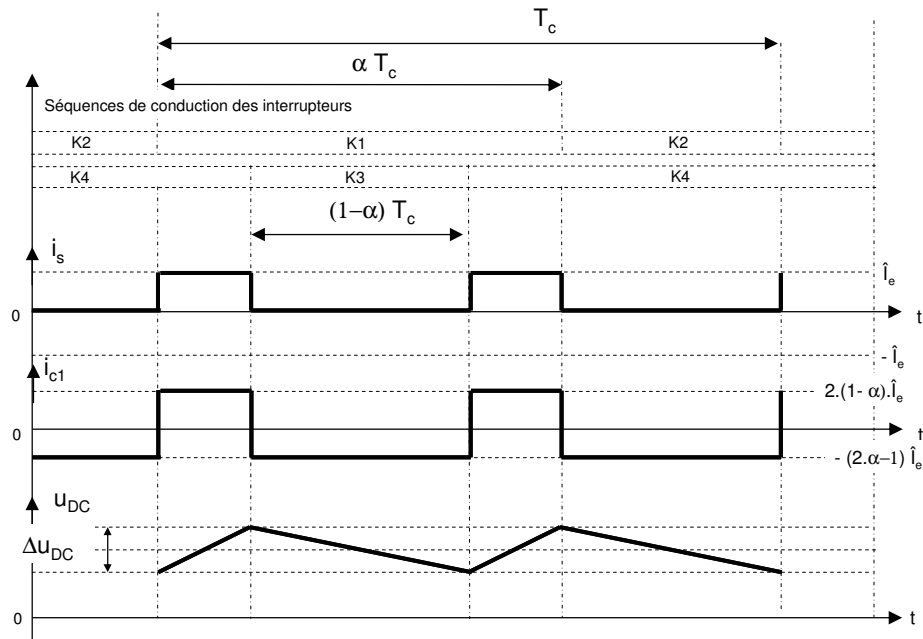 T_c
α T_c
Séquences de conduction des interrupteurs
K2 K1 K2
K4 K3 K4
(1−α) T_c
i_s
Î_e
0 t
- Î_e
i_c1
2.(1- α).Î_e
0 t
- (2.α−1) Î_e
u_DC
Δu_DC
0 t